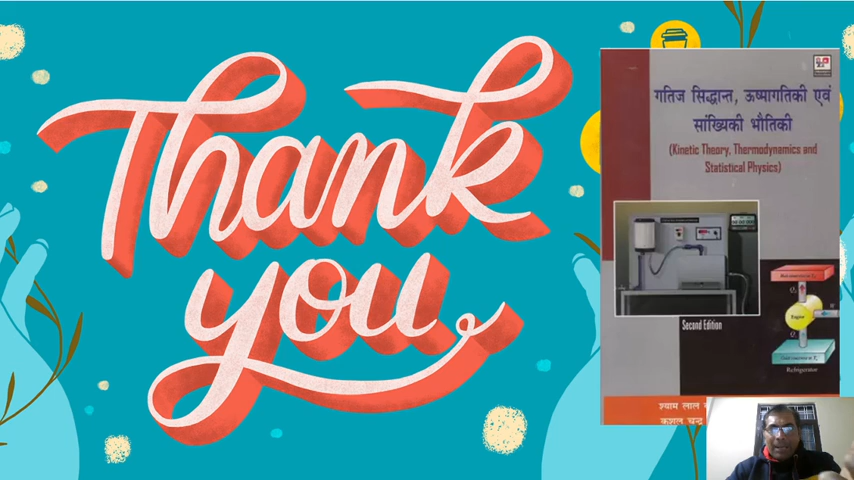 Thank
you
गतिज सिद्धान्त, ऊष्मागतिकी एवं
सांख्यिकी भौतिकी
(Kinetic Theory, Thermodynamics and
Statistical Physics)
Second Edition
Engine
Refrigerator
श्याम लाल